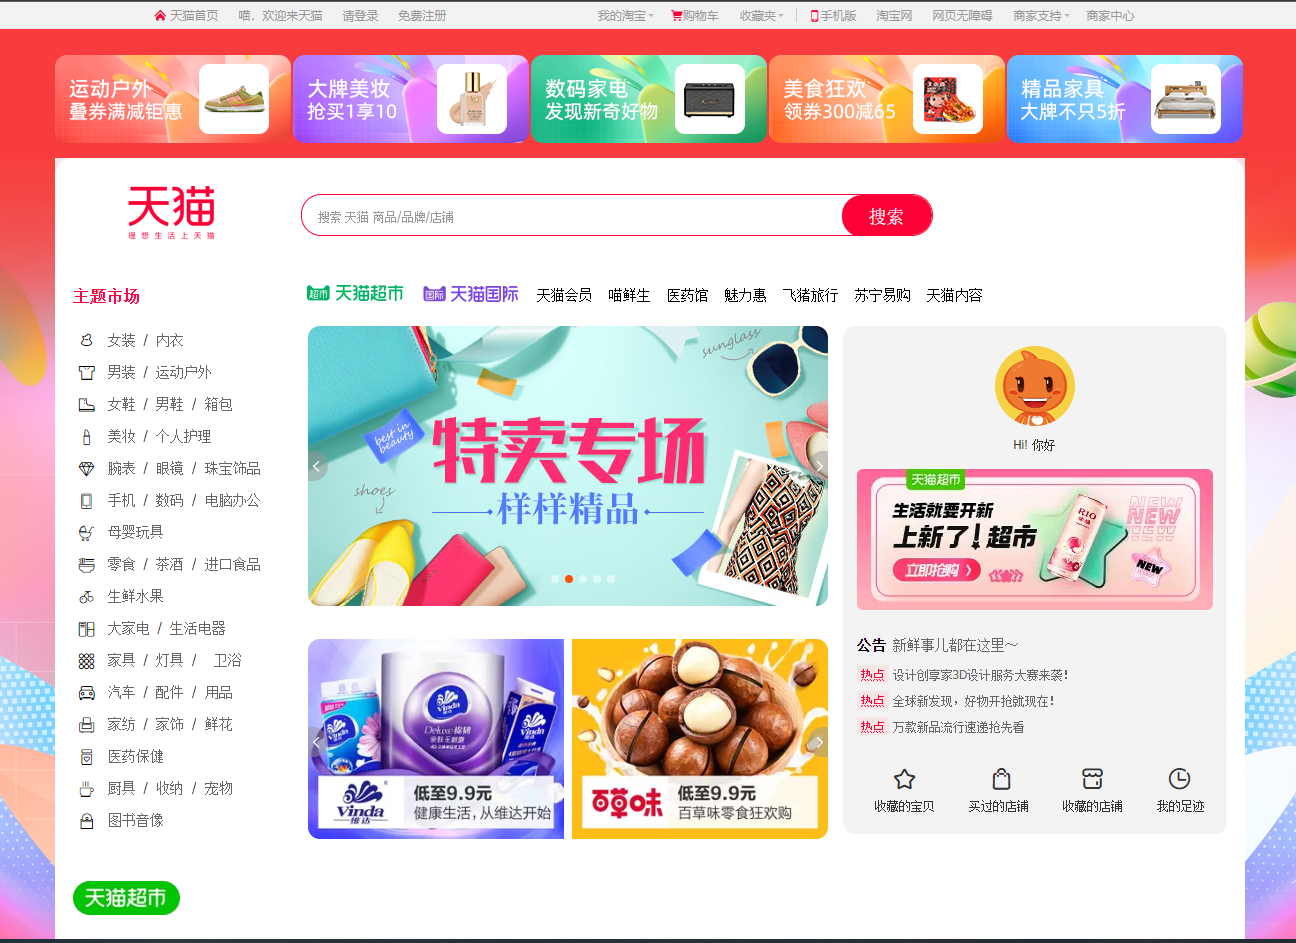 天猫首页 喵，欢迎来天猫 请登录 免费注册 我的淘宝 购物车 收藏夹 手机版 淘宝网 网页无障碍 商家支持 商家中心
运动户外
叠券满减钜惠
大牌美妆
抢买1享10
数码家电
发现新奇好物
美食狂欢
领券300减65
精品家具
大牌不只5折
天猫
理想生活上天猫
搜索 天猫 商品/品牌/店铺
搜索
主题市场
超市 天猫超市 国际 天猫国际 天猫会员 喵鲜生 医药馆 魅力惠 飞猪旅行 苏宁易购 天猫内容
女装 / 内衣
男装 / 运动户外
女鞋 / 男鞋 / 箱包
美妆 / 个人护理
腕表 / 眼镜 / 珠宝饰品
手机 / 数码 / 电脑办公
母婴玩具
零食 / 茶酒 / 进口食品
生鲜水果
大家电 / 生活电器
家具 / 灯具 / 卫浴
汽车 / 配件 / 用品
家纺 / 家饰 / 鲜花
医药保健
厨具 / 收纳 / 宠物
图书音像
sunglass
best in
beauty
特卖专场
shoes
样样精品
Vinda
维达
Deluxe 棉韧
亲肤无刺激
Vinda
维达
低至9.9元
健康生活，从维达开始
百草味
低至9.9元
百草味零食狂欢购
Hi! 你好
天猫超市
生活就要开新
上新了！超市
立即抢购
RIO
NEW
NEW
NEW
NEW
公告 新鲜事儿都在这里～
热点 设计创享家3D设计服务大赛来袭！
热点 全球新发现，好物开抢就现在！
热点 万款新品流行速递抢先看
收藏的宝贝 买过的店铺 收藏的店铺 我的足迹
天猫超市